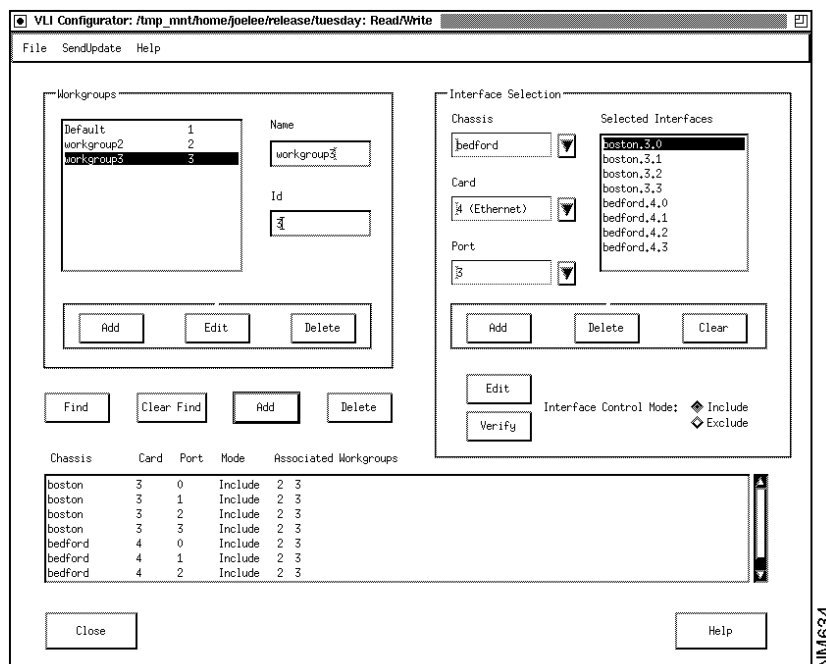 VLI Configurator: /tmp_mnt/home/joelee/release/tuesday: Read/Write
File SendUpdate Help
Workgroups
Default 1
workgroup2 2
workgroup3 3
Name
workgroup3
Id
3
Add Edit Delete
Interface Selection
Chassis
bedford
Card
4 (Ethernet)
Port
3
Selected Interfaces
boston.3.0
boston.3.1
boston.3.2
boston.3.3
bedford.4.0
bedford.4.1
bedford.4.2
bedford.4.3
Add Delete Clear
Edit
Verify
Interface Control Mode:
Include
Exclude
Find Clear Find Add Delete
Chassis Card Port Mode Associated Workgroups
boston 3 0 Include 2 3
boston 3 1 Include 2 3
boston 3 2 Include 2 3
boston 3 3 Include 2 3
bedford 4 0 Include 2 3
bedford 4 1 Include 2 3
bedford 4 2 Include 2 3
Close Help
NM634